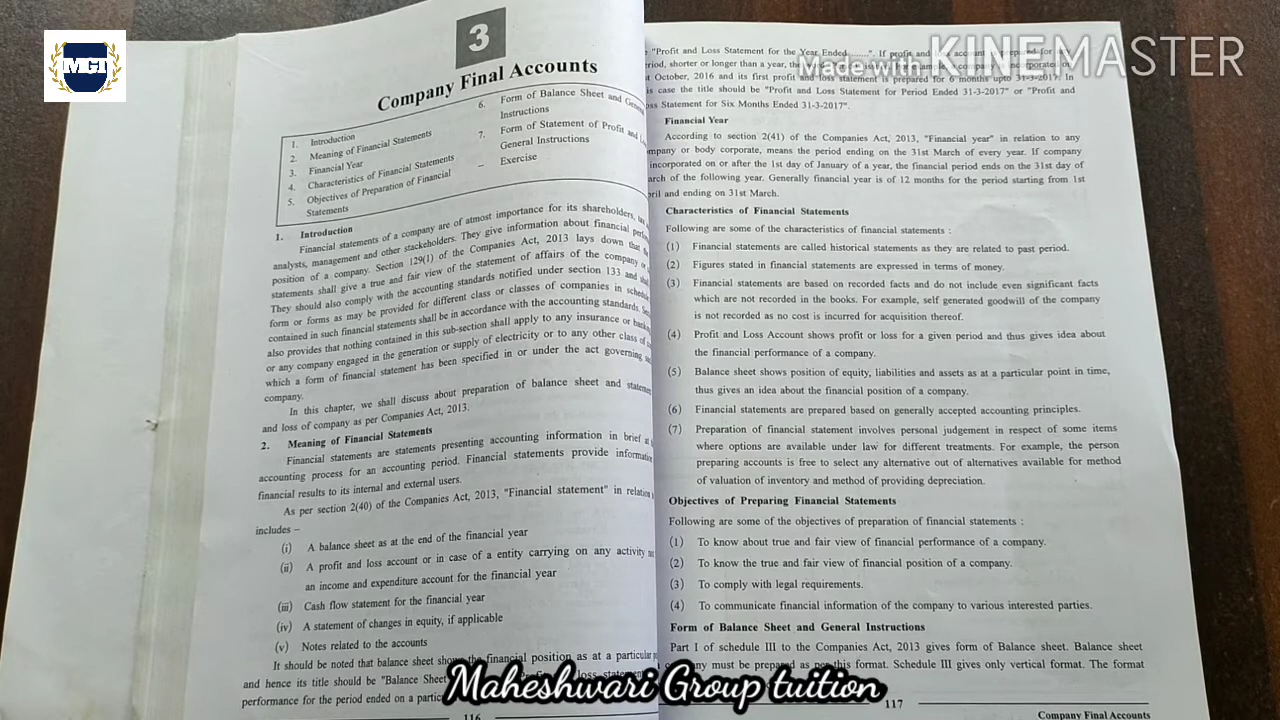 MGI
Made with KINEMASTER
3
Company Final Accounts
1. Introduction
2. Meaning of Financial Statements
3. Financial Year
4. Characteristics of Financial Statements
5. Objectives of Preparation of Financial
Statements
6. Form of Balance Sheet and
Instructions
7. Form of Statement of Profit and
General Instructions
– Exercise
1. Introduction
Financial statements of a company are of atmost importance for its shareholders,
analysts, management and other stackeholders. They give information about financial
position of a company. Section 129(1) of the Companies Act, 2013 lays down that
statements shall give a true and fair view of the statement of affairs of the company
They should also comply with the accounting standards notified under section 133 and
form or forms as may be provided for different class or classes of companies in
contained in such financial statements shall be in accordance with the accounting standards.
also provides that nothing contained in this sub-section shall apply to any insurance or
or any company engaged in the generation or supply of electricity or to any other class of
which a form of financial statement has been specified in or under the act governing
company.
In this chapter, we shall discuss about preparation of balance sheet and
and loss of company as per Companies Act, 2013.
2. Meaning of Financial Statements
Financial statements are statements presenting accounting information in brief at
accounting process for an accounting period. Financial statements provide
financial results to its internal and external users.
As per section 2(40) of the Companies Act, 2013, "Financial statement" in relation
includes –
(i) A balance sheet as at the end of the financial year
(ii) A profit and loss account or in case of a entity carrying on any activity
an income and expenditure account for the financial year
(iii) Cash flow statement for the financial year
(iv) A statement of changes in equity, if applicable
(v) Notes related to the accounts
It should be noted that balance sheet shows the financial position as at a particular
and hence its title should be "Balance Sheet
performance for the period ended on a
116
"Profit and Loss Statement for the Year Ended ......". If profit and loss
shorter or longer than a year, the
October, 2016 and its first profit and loss statement is prepared for 6 months upto 31-3-2017. In
case the title should be "Profit and Loss Statement for Period Ended 31-3-2017" or "Profit and
Statement for Six Months Ended 31-3-2017".
Financial Year
According to section 2(41) of the Companies Act, 2013, "Financial year" in relation to any
or body corporate, means the period ending on the 31st March of every year. If company
incorporated on or after the 1st day of January of a year, the financial period ends on the 31st day of
of the following year. Generally financial year is of 12 months for the period starting from 1st
and ending on 31st March.
Characteristics of Financial Statements
Following are some of the characteristics of financial statements :
(1) Financial statements are called historical statements as they are related to past period.
(2) Figures stated in financial statements are expressed in terms of money.
(3) Financial statements are based on recorded facts and do not include even significant facts
which are not recorded in the books. For example, self generated goodwill of the company
is not recorded as no cost is incurred for acquisition thereof.
(4) Profit and Loss Account shows profit or loss for a given period and thus gives idea about
the financial performance of a company.
(5) Balance sheet shows position of equity, liabilities and assets as at a particular point in time,
thus gives an idea about the financial position of a company.
(6) Financial statements are prepared based on generally accepted accounting principles.
(7) Preparation of financial statement involves personal judgement in respect of some items
where options are available under law for different treatments. For example, the person
preparing accounts is free to select any alternative out of alternatives available for method
of valuation of inventory and method of providing depreciation.
Objectives of Preparing Financial Statements
Following are some of the objectives of preparation of financial statements :
(1) To know about true and fair view of financial performance of a company.
(2) To know the true and fair view of financial position of a company.
(3) To comply with legal requirements.
(4) To communicate financial information of the company to various interested parties.
Form of Balance Sheet and General Instructions
Part I of schedule III to the Companies Act, 2013 gives form of Balance sheet. Balance sheet
must be prepared as per this format. Schedule III gives only vertical format. The format
117
Company Final Accounts
Maheshwari Group tuition